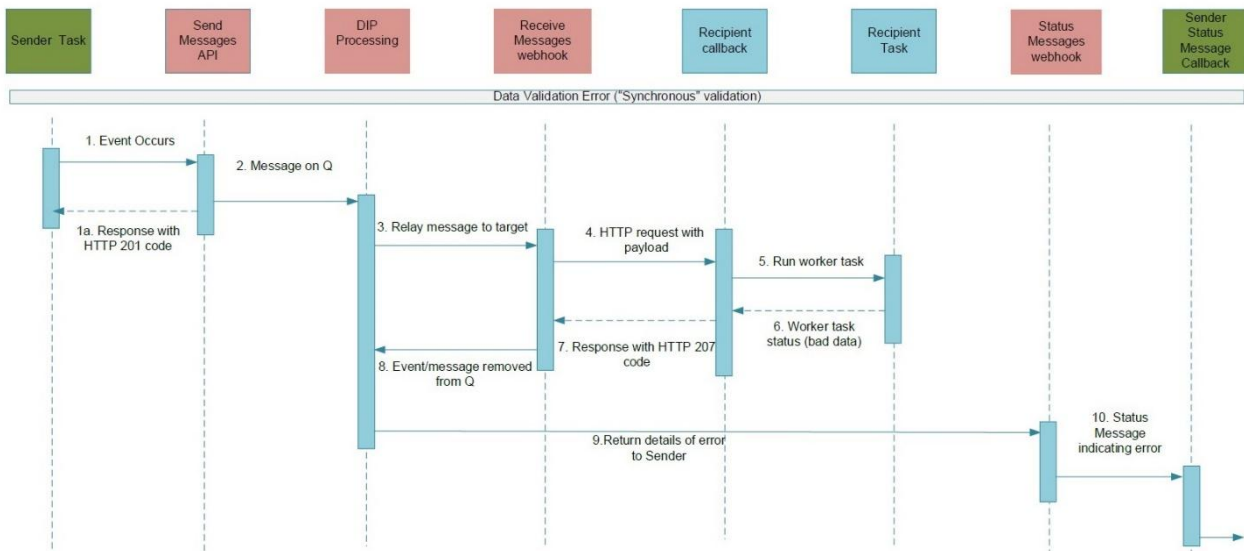 Sender Task
Send
Messages
API
DIP
Processing
Receive
Messages
webhook
Recipient
callback
Recipient
Task
Status
Messages
webhook
Sender
Status
Message
Callback
Data Validation Error ("Synchronous" validation)
1. Event Occurs
2. Message on Q
1a. Response with
HTTP 201 code
3. Relay message to target
4. HTTP request with
payload
5. Run worker task
6. Worker task
status (bad data)
7. Response with HTTP 207
code
8. Event/message removed
from Q
9.Return details of error
to Sender
10. Status
Message
indicating error